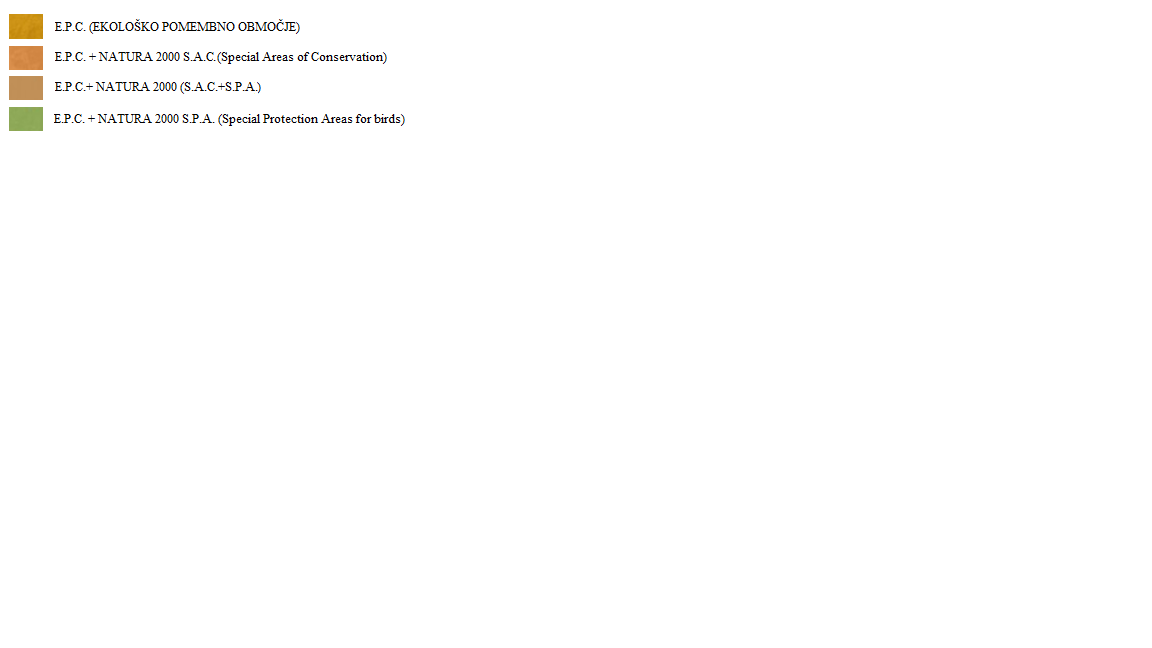 E.P.C. (EKOLOŠKO POMEMBNO OBMOČJE)
E.P.C. + NATURA 2000 S.A.C.(Special Areas of Conservation)
E.P.C.+ NATURA 2000 (S.A.C.+S.P.A.)
E.P.C. + NATURA 2000 S.P.A. (Special Protection Areas for birds)